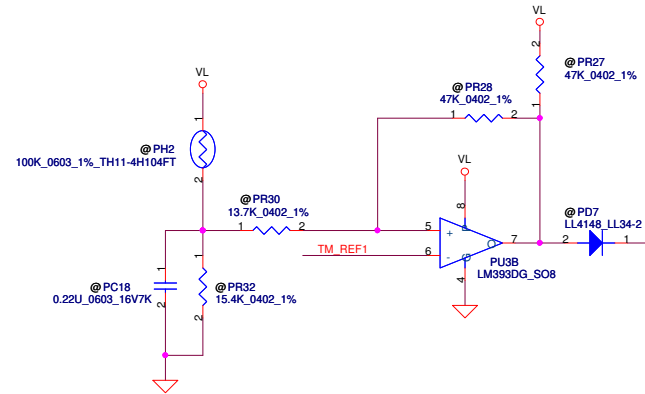 VL
2
@PR27
47K_0402_1%
1
VL
@PR28
47K_0402_1%
1
2
1
@PH2
100K_0603_1%_TH11-4H104FT
2
VL
@PR30
13.7K_0402_1%
1
2
8
5
+
7
@PD7
LL4148_LL34-2
2
1
TM_REF1
6
-
PU3B
LM393DG_SO8
4
1
@PC18
0.22U_0603_16V7K
2
1
@PR32
15.4K_0402_1%
2